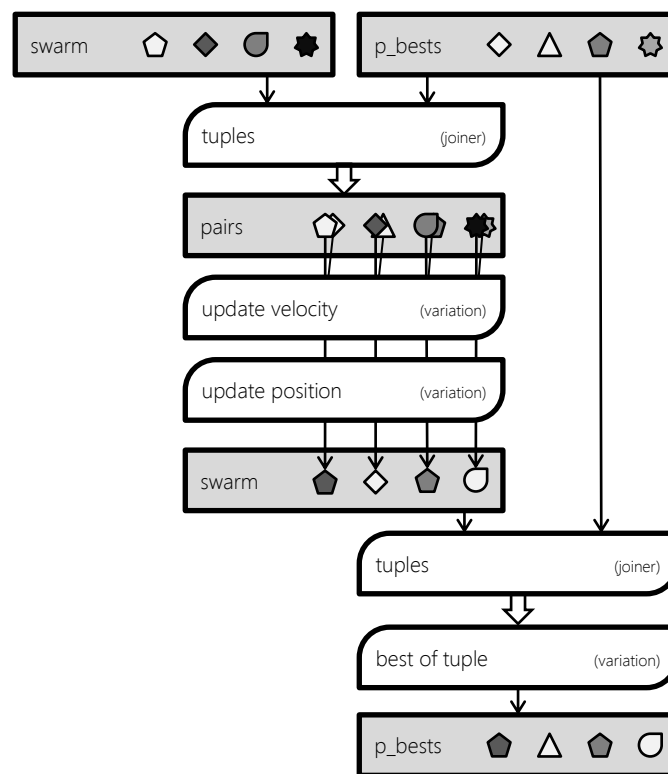 swarm
p_bests
tuples (joiner)
pairs
update velocity (variation)
update position (variation)
swarm
tuples (joiner)
best of tuple (variation)
p_bests